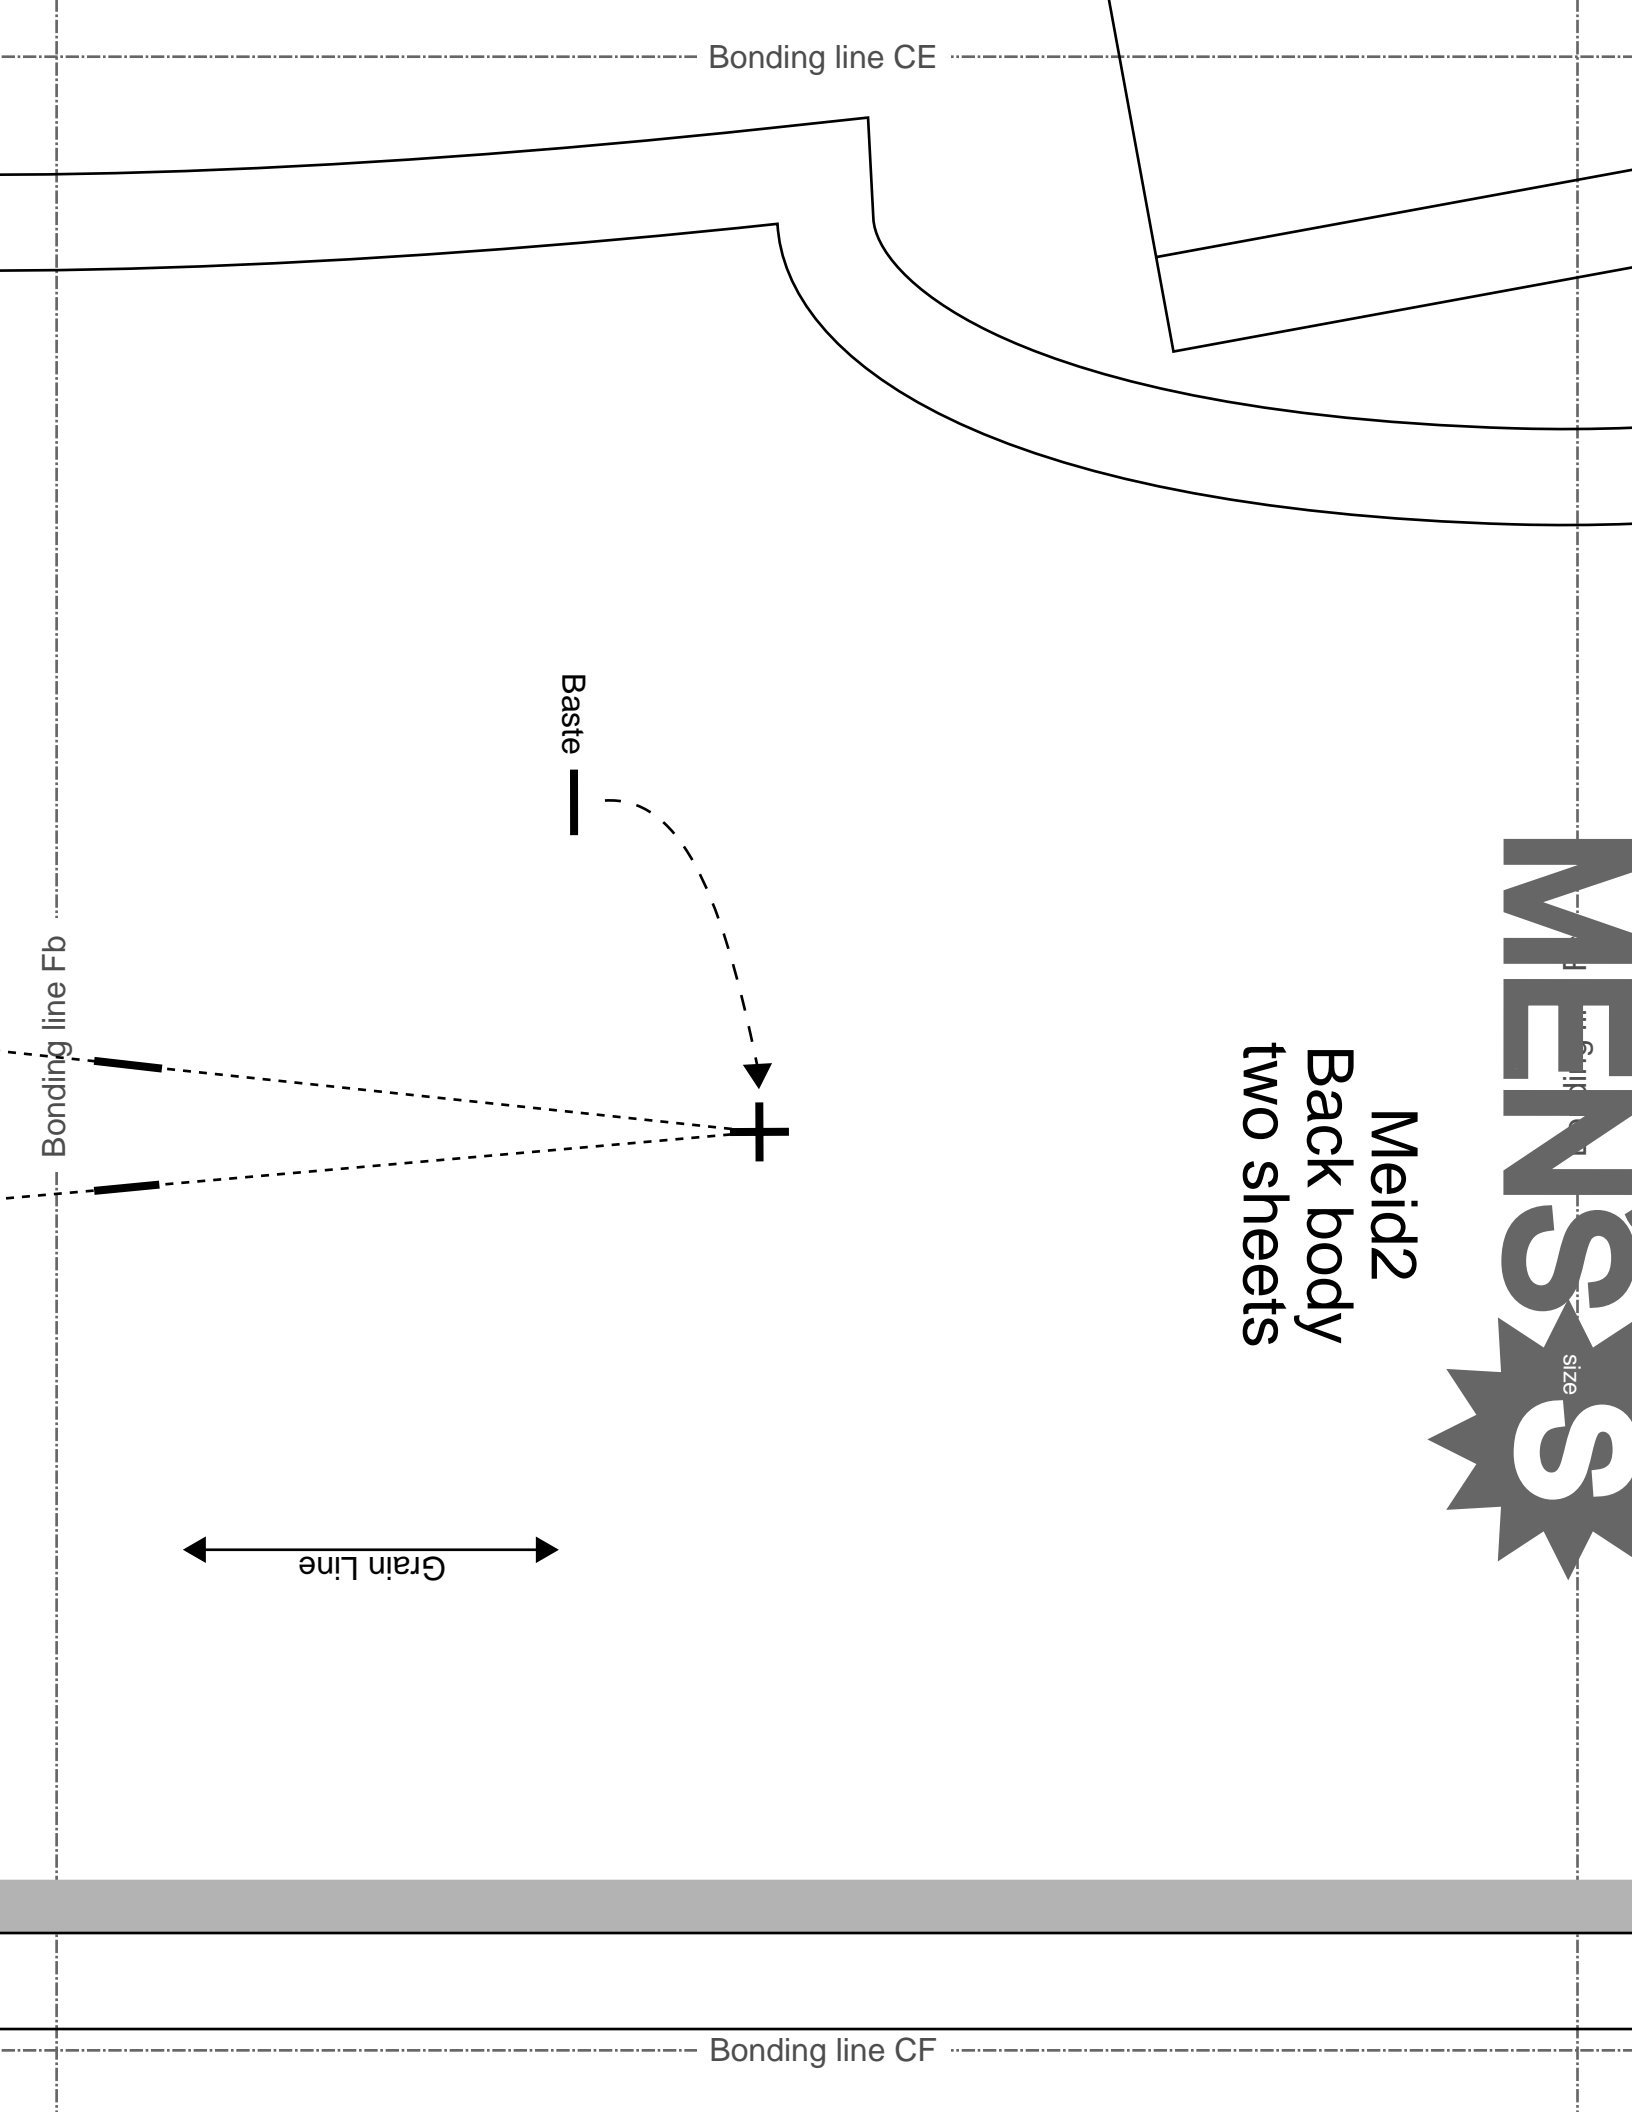 Bonding line CE
Baste
Bonding line Fb
MENS
Meid2
Back body
two sheets
size
S
Grain Line
Bonding line CF